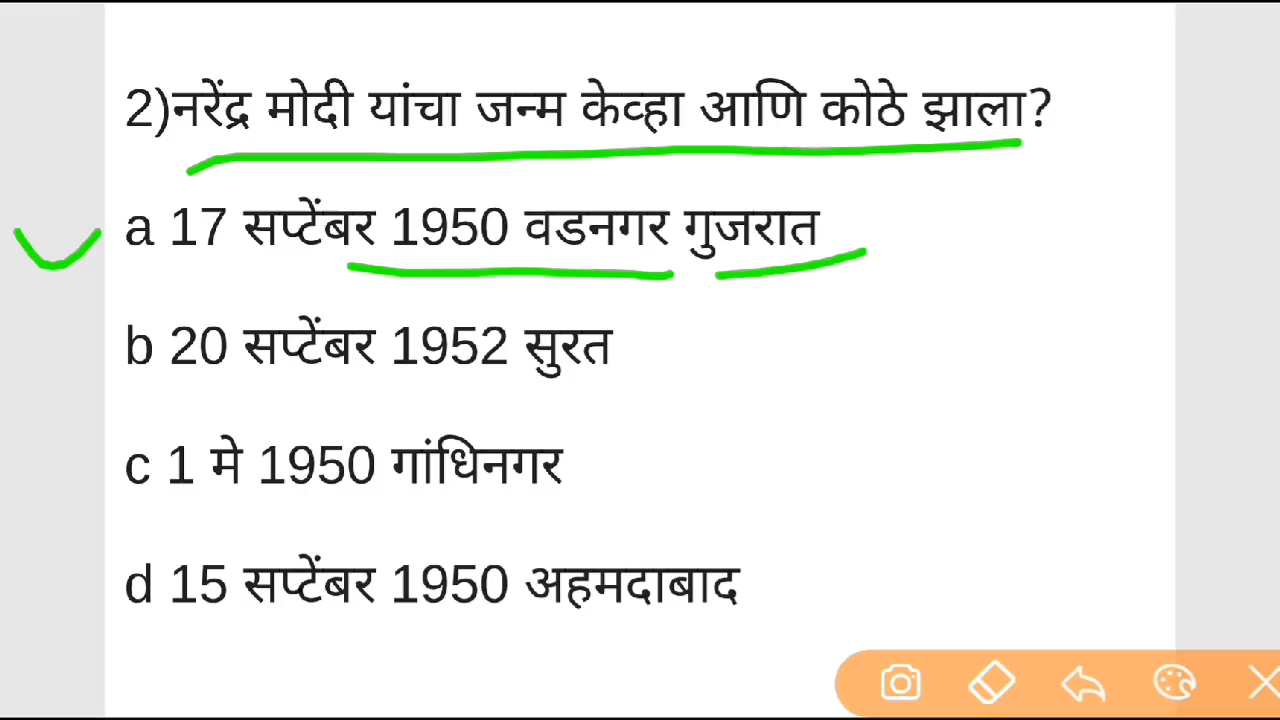 2)नरेंद्र मोदी यांचा जन्म केव्हा आणि कोठे झाला?
a 17 सप्टेंबर 1950 वडनगर गुजरात
b 20 सप्टेंबर 1952 सुरत
c 1 मे 1950 गांधिनगर
d 15 सप्टेंबर 1950 अहमदाबाद